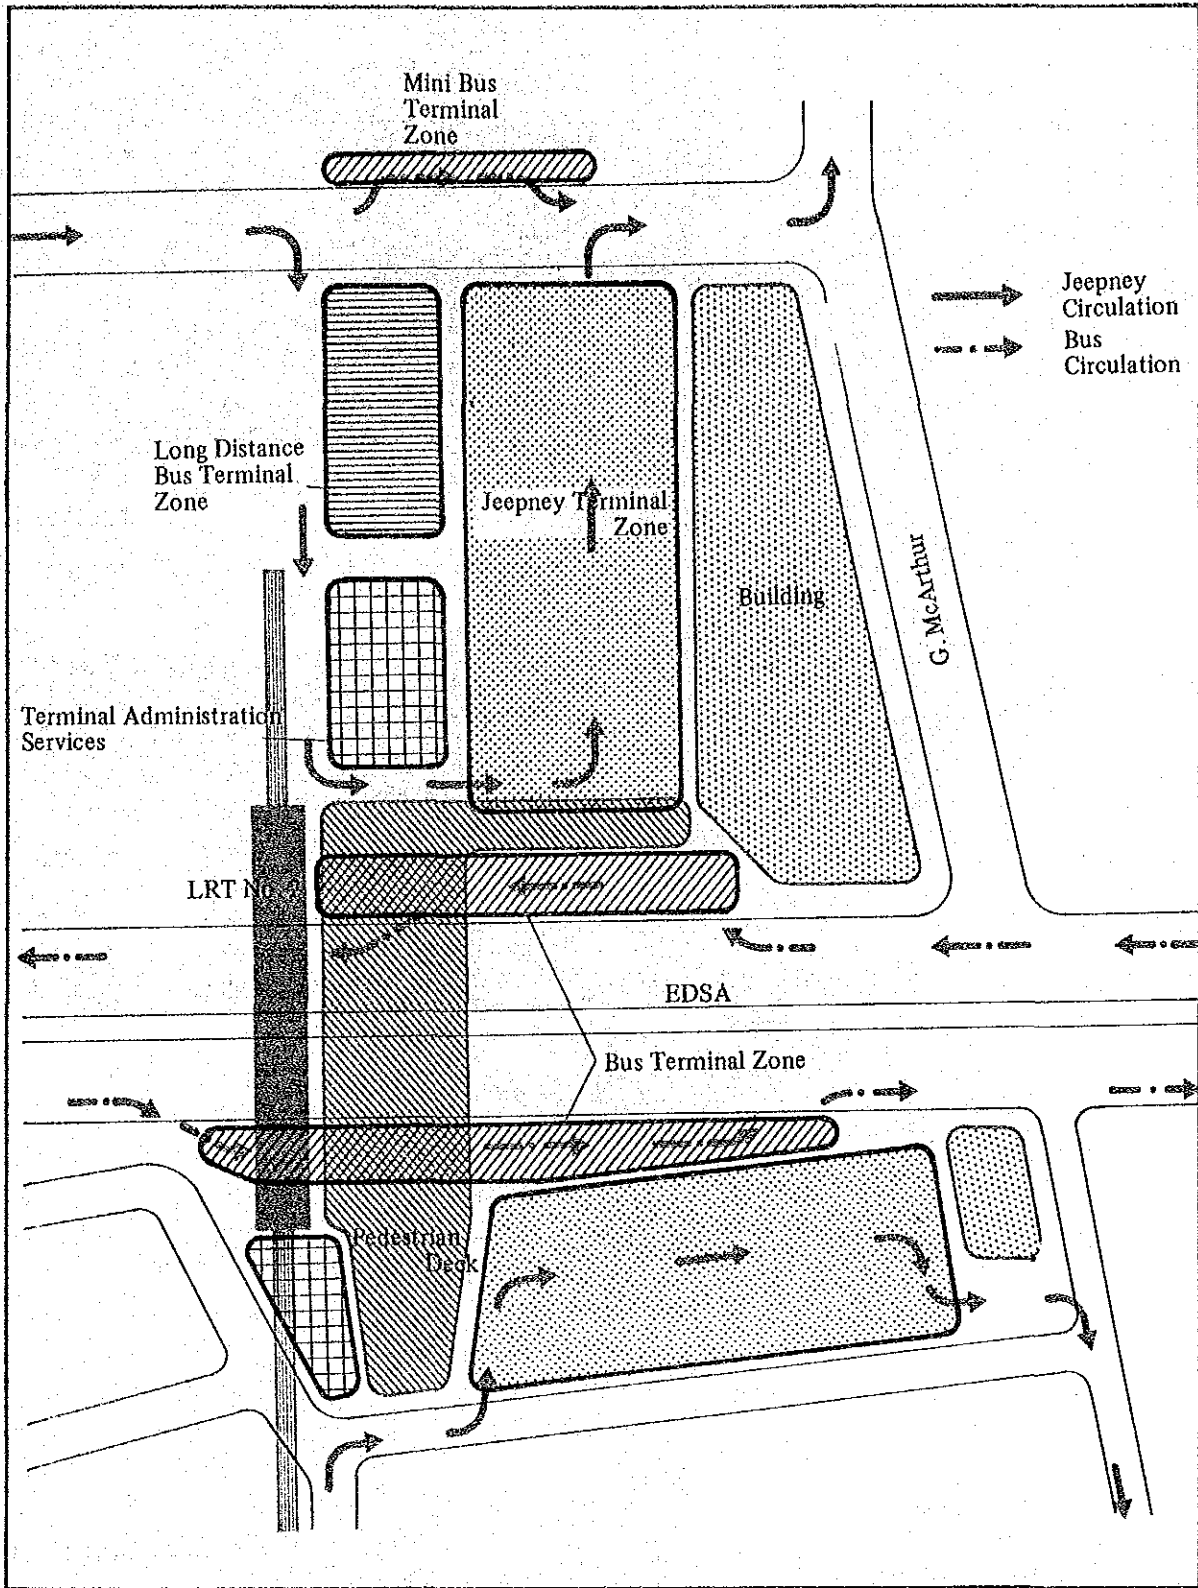 Mini Bus
Terminal
Zone
Jeepney
Circulation
Bus
Circulation
Long Distance
Bus Terminal
Zone
Jeepney Terminal
Zone
Building
G. McArthur
Terminal Administration
Services
LRT No.
EDSA
Bus Terminal Zone
Pedestrian
Deck